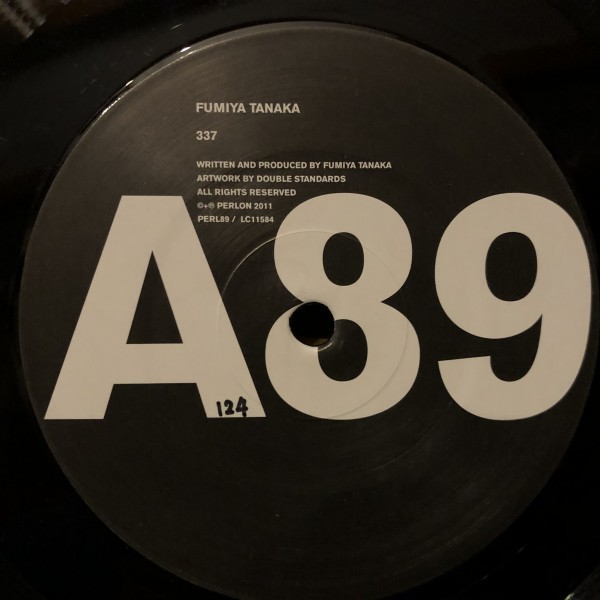 FUMIYA TANAKA
337
WRITTEN AND PRODUCED BY FUMIYA TANAKA
ARTWORK BY DOUBLE STANDARDS
ALL RIGHTS RESERVED
©+℗ PERLON 2011
PERL89 / LC11584
A89
124